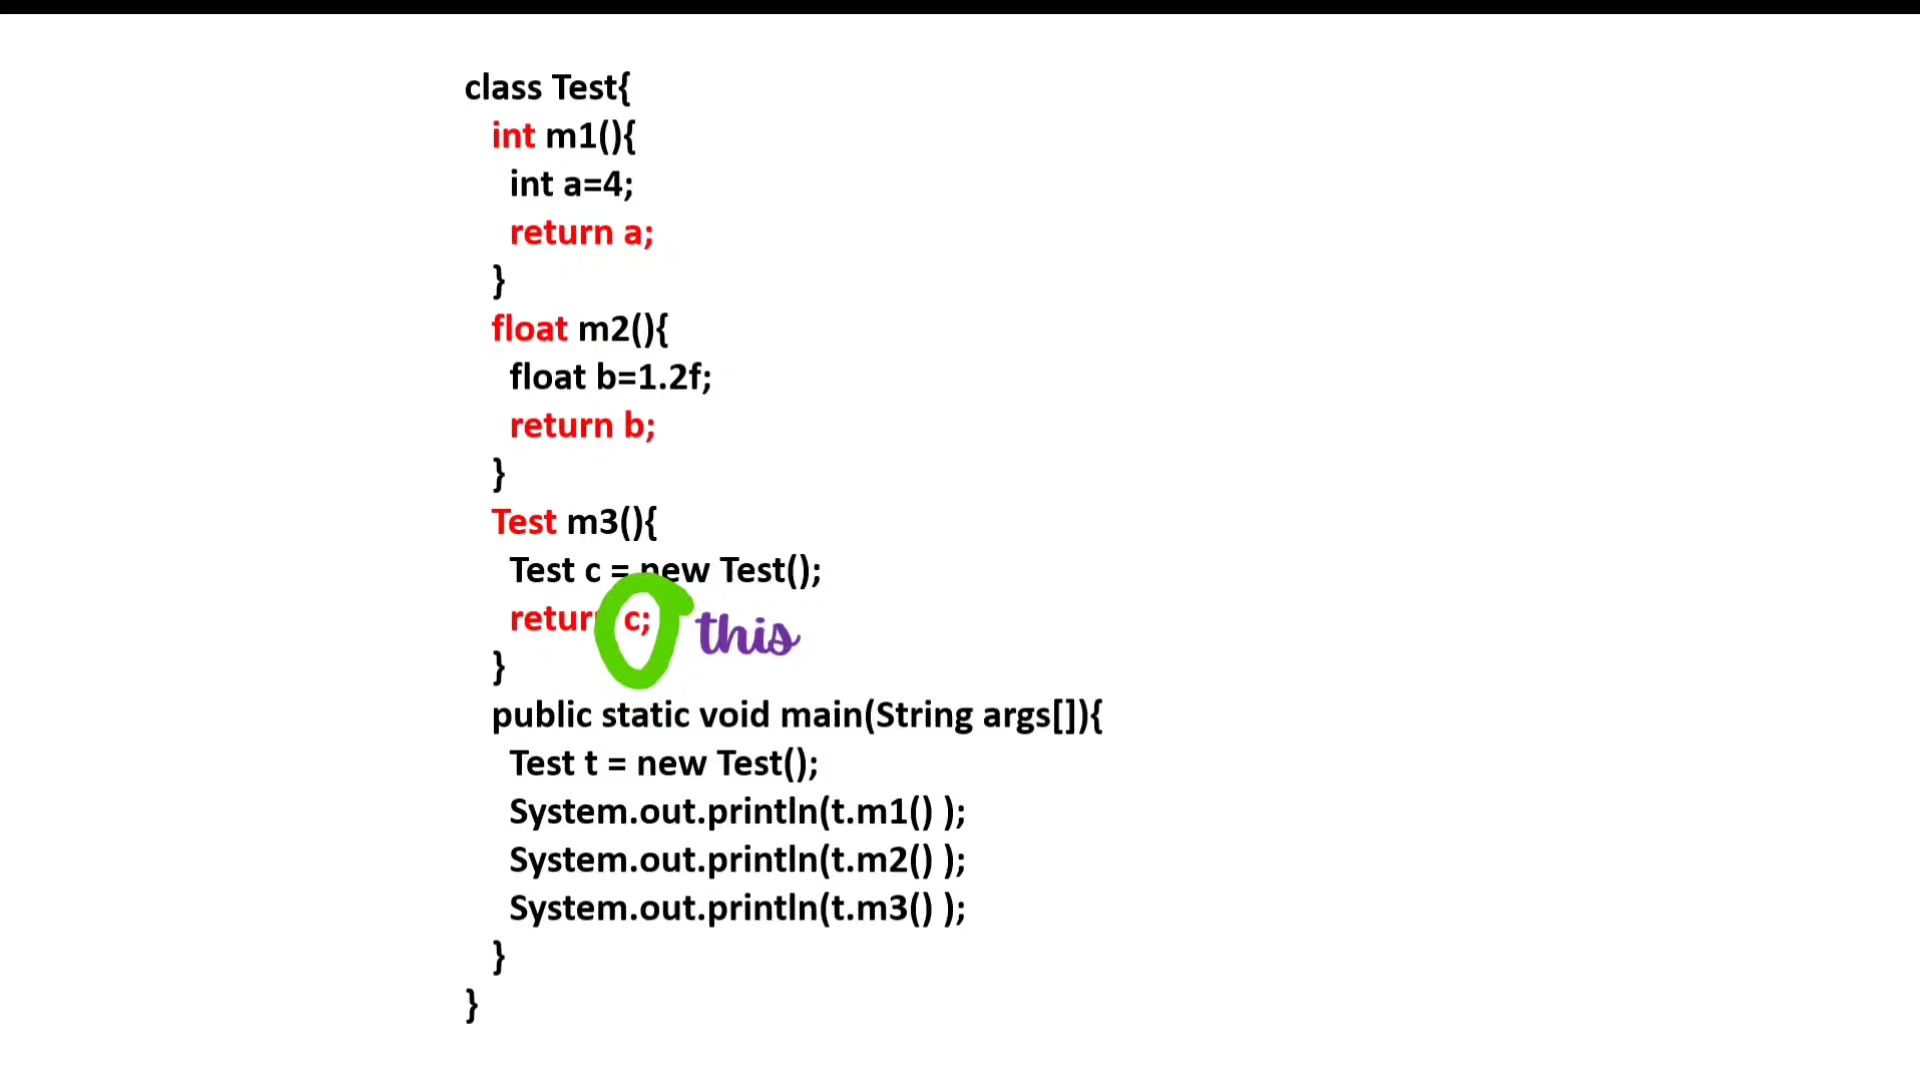 class Test{
int m1(){
int a=4;
return a;
}
float m2(){
float b=1.2f;
return b;
}
Test m3(){
Test c = new Test();
return c; this
}
public static void main(String args[]){
Test t = new Test();
System.out.println(t.m1() );
System.out.println(t.m2() );
System.out.println(t.m3() );
}
}